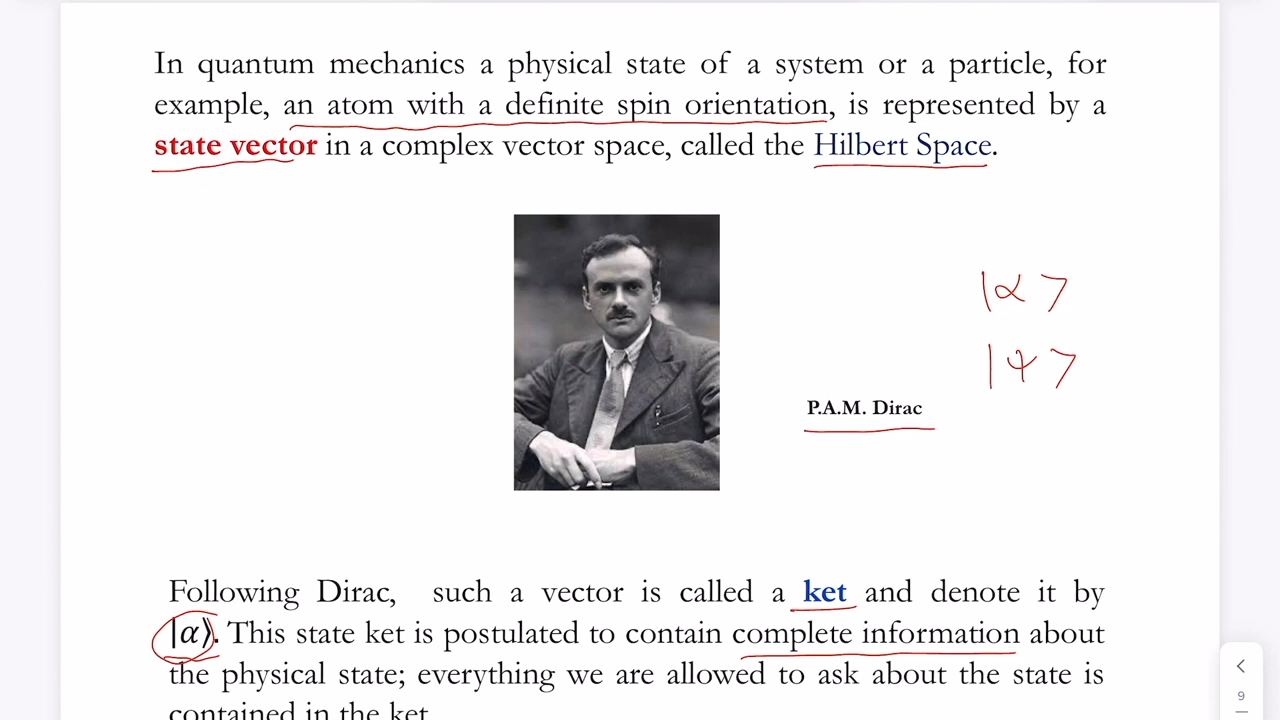 In quantum mechanics a physical state of a system or a particle, for
example, an atom with a definite spin orientation, is represented by a
state vector in a complex vector space, called the Hilbert Space.
|α>
|ψ>
P.A.M. Dirac
Following Dirac, such a vector is called a ket and denote it by
|α⟩. This state ket is postulated to contain complete information about
the physical state; everything we are allowed to ask about the state is
contained in the ket
9